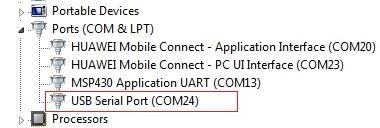 Portable Devices
Ports (COM & LPT)
HUAWEI Mobile Connect - Application Interface (COM20)
HUAWEI Mobile Connect - PC UI Interface (COM23)
MSP430 Application UART (COM13)
USB Serial Port (COM24)
Processors